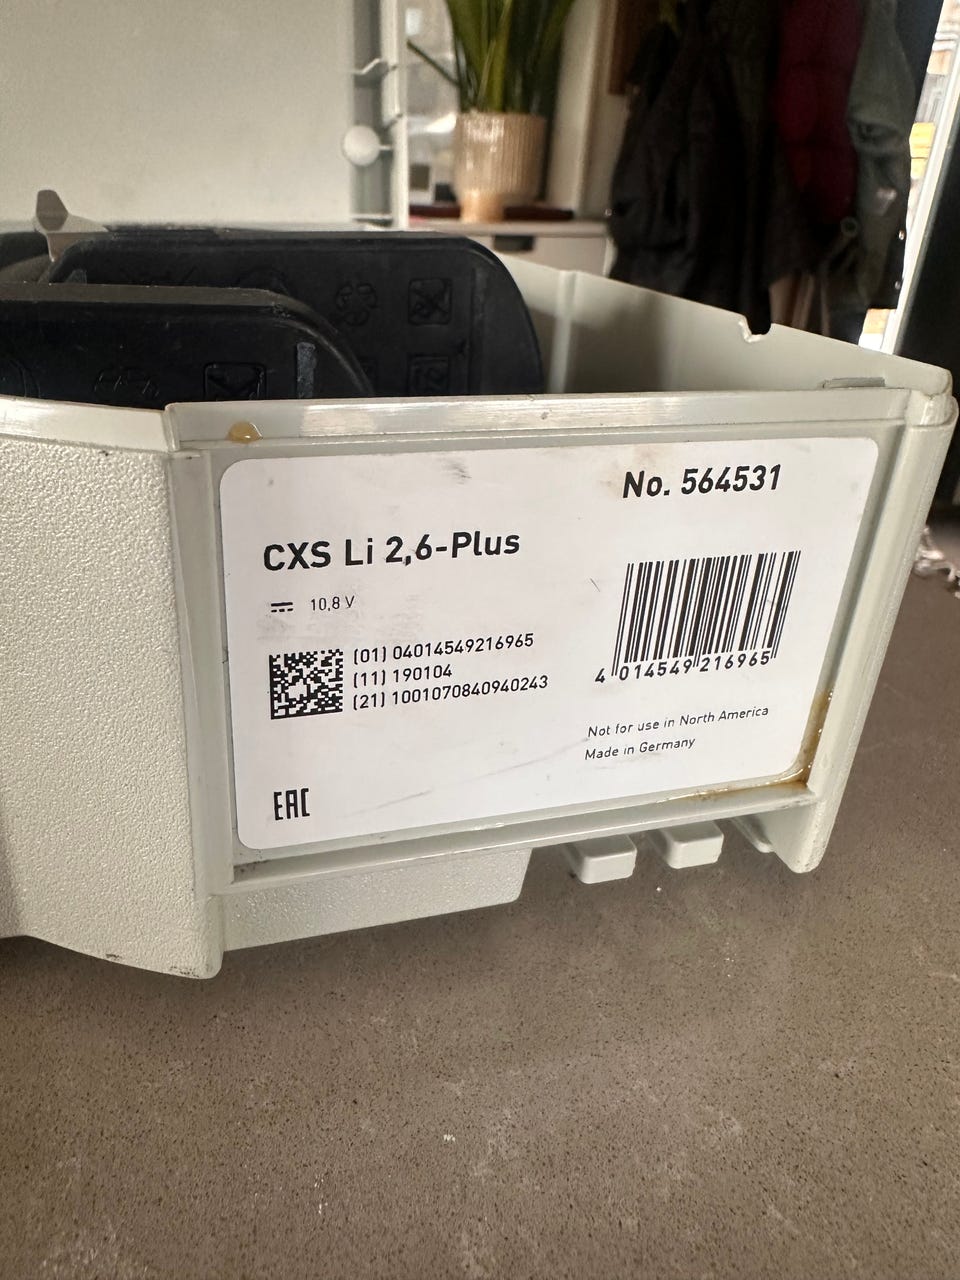 No. 564531
CXS Li 2,6-Plus
10,8 V
(01) 04014549216965
(11) 190104
(21) 1001070840940243
4 014549 216965
Not for use in North America
Made in Germany
EAC